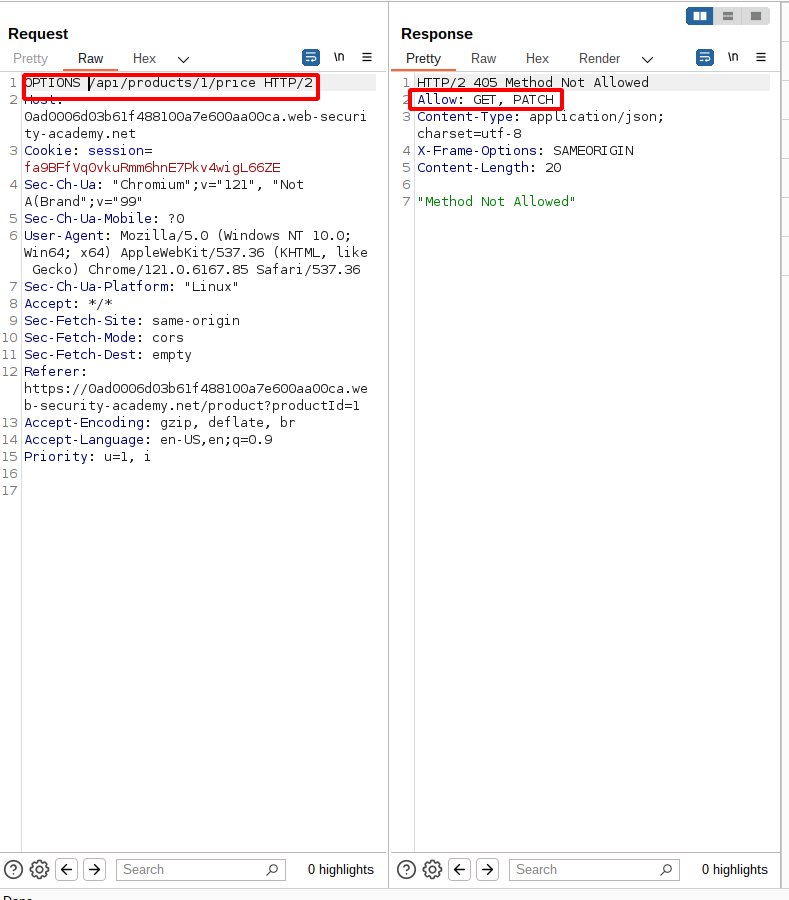 Request
Pretty Raw Hex \n
1 OPTIONS /api/products/1/price HTTP/2
2 Host:
0ad0006d03b61f488100a7e600aa00ca.web-securi
ty-academy.net
3 Cookie: session=
fa9BFfVq0vkuRmm6hnE7Pkv4wigL66ZE
4 Sec-Ch-Ua: "Chromium";v="121", "Not
A(Brand";v="99"
5 Sec-Ch-Ua-Mobile: ?0
6 User-Agent: Mozilla/5.0 (Windows NT 10.0;
Win64; x64) AppleWebKit/537.36 (KHTML, like
Gecko) Chrome/121.0.6167.85 Safari/537.36
7 Sec-Ch-Ua-Platform: "Linux"
8 Accept: */*
9 Sec-Fetch-Site: same-origin
10 Sec-Fetch-Mode: cors
11 Sec-Fetch-Dest: empty
12 Referer:
https://0ad0006d03b61f488100a7e600aa00ca.we
b-security-academy.net/product?productId=1
13 Accept-Encoding: gzip, deflate, br
14 Accept-Language: en-US,en;q=0.9
15 Priority: u=1, i
16
17
Search 0 highlights
Response
Pretty Raw Hex Render \n
1 HTTP/2 405 Method Not Allowed
2 Allow: GET, PATCH
3 Content-Type: application/json;
charset=utf-8
4 X-Frame-Options: SAMEORIGIN
5 Content-Length: 20
6
7 "Method Not Allowed"
Search 0 highlights
Done